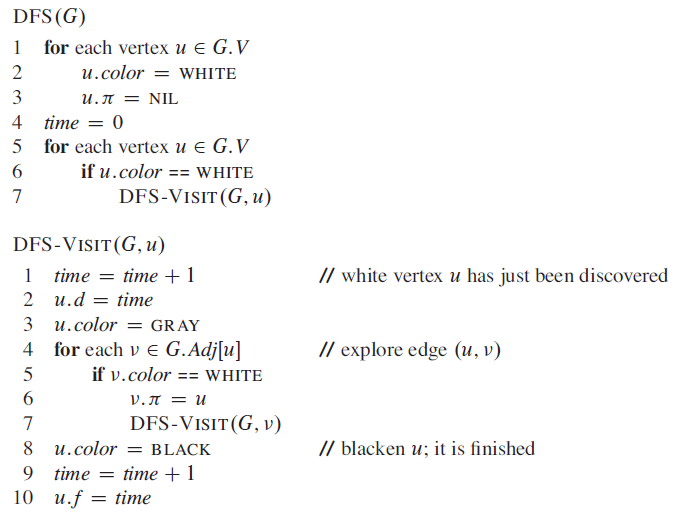 DFS(G)
1 for each vertex u ∈ G.V
2 u.color = WHITE
3 u.π = NIL
4 time = 0
5 for each vertex u ∈ G.V
6 if u.color == WHITE
7 DFS-VISIT(G, u)
DFS-VISIT(G, u)
1 time = time + 1 // white vertex u has just been discovered
2 u.d = time
3 u.color = GRAY
4 for each v ∈ G.Adj[u] // explore edge (u, v)
5 if v.color == WHITE
6 v.π = u
7 DFS-VISIT(G, v)
8 u.color = BLACK // blacken u; it is finished
9 time = time + 1
10 u.f = time